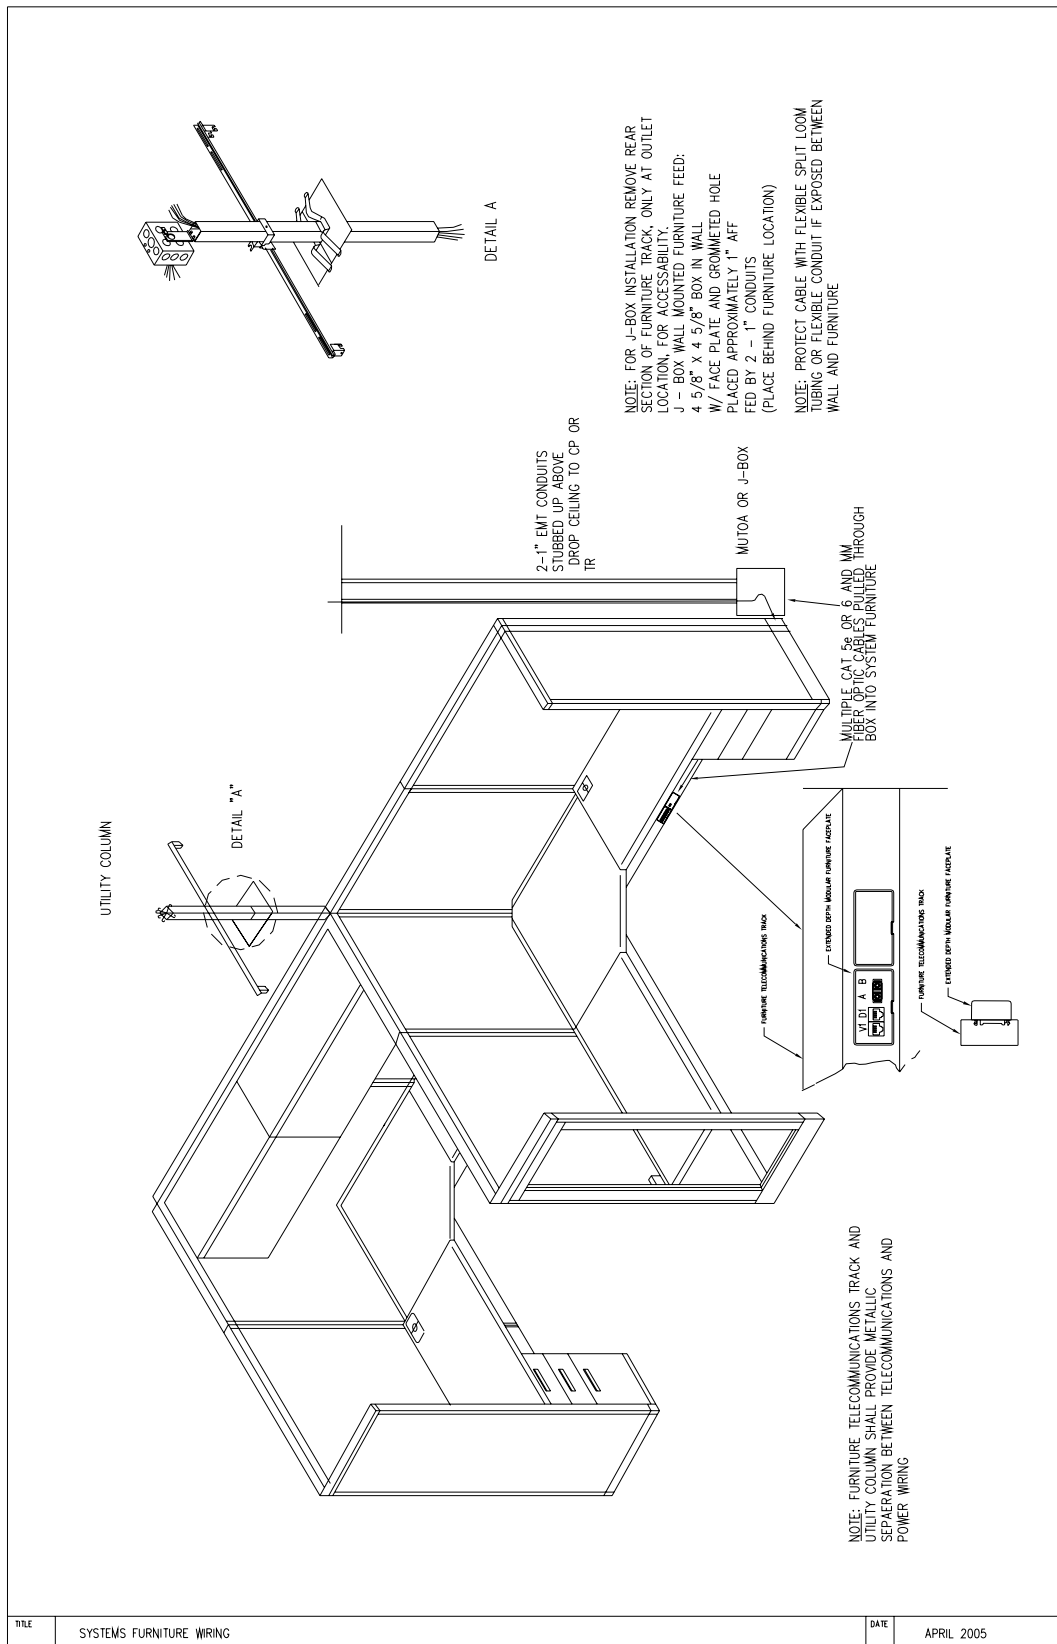 UTILITY COLUMN
DETAIL "A"
DETAIL A
2-1" EMT CONDUITS
STUBBED UP ABOVE
DROP CEILING TO CP OR
TR
NOTE: FOR J-BOX INSTALLATION REMOVE REAR
SECTION OF FURNITURE TRACK, ONLY AT OUTLET
LOCATION, FOR ACCESSABILITY.
J - BOX WALL MOUNTED FURNITURE FEED:
4 5/8" X 4 5/8" BOX IN WALL
W/ FACE PLATE AND GROMMETED HOLE
PLACED APPROXIMATELY 1" AFF
FED BY 2 - 1" CONDUITS
(PLACE BEHIND FURNITURE LOCATION)
NOTE: PROTECT CABLE WITH FLEXIBLE SPLIT LOOM
TUBING OR FLEXIBLE CONDUIT IF EXPOSED BETWEEN
WALL AND FURNITURE
MUTOA OR J-BOX
MULTIPLE CAT 5e OR 6 AND MM
FIBER OPTIC CABLES PULLED THROUGH
BOX INTO SYSTEM FURNITURE
FURNITURE TELECOMMUNICATIONS TRACK
EXTENDED DEPTH MODULAR FURNITURE FACEPLATE
V1 D1 A B
FURNITURE TELECOMMUNICATIONS TRACK
EXTENDED DEPTH MODULAR FURNITURE FACEPLATE
NOTE: FURNITURE TELECOMMUNICATIONS TRACK AND
UTILITY COLUMN SHALL PROVIDE METALLIC
SEPAERATION BETWEEN TELECOMMUNICATIONS AND
POWER WIRING
TITLE
SYSTEMS FURNITURE WIRING
DATE
APRIL 2005